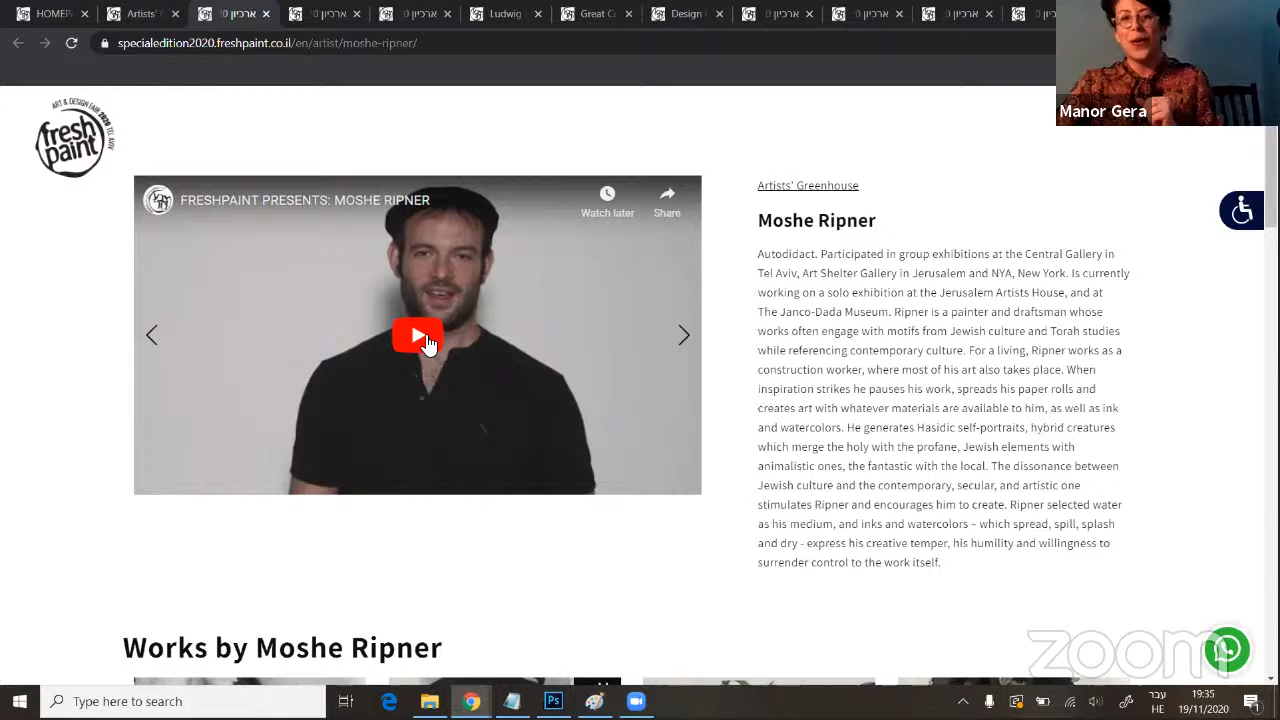 HOME
Artists'
ארכיון
ארכיון
ארכיון
Ludwig
Great C
Design
ארכיון
specialedition2020.freshpaint.co.il/en/artist/moshe-ripner/
Manor Gera
ART & DESIGN FAIR 2020 TEL AVIV
fresh
paint
FRESHPAINT PRESENTS: MOSHE RIPNER
Watch later
Share
Artists' Greenhouse
Moshe Ripner
Autodidact. Participated in group exhibitions at the Central Gallery in
Tel Aviv, Art Shelter Gallery in Jerusalem and NYA, New York. Is currently
working on a solo exhibition at the Jerusalem Artists House, and at
The Janco-Dada Museum. Ripner is a painter and draftsman whose
works often engage with motifs from Jewish culture and Torah studies
while referencing contemporary culture. For a living, Ripner works as a
construction worker, where most of his art also takes place. When
inspiration strikes he pauses his work, spreads his paper rolls and
creates art with whatever materials are available to him, as well as ink
and watercolors. He generates Hasidic self-portraits, hybrid creatures
which merge the holy with the profane, Jewish elements with
animalistic ones, the fantastic with the local. The dissonance between
Jewish culture and the contemporary, secular, and artistic one
stimulates Ripner and encourages him to create. Ripner selected water
as his medium, and inks and watercolors – which spread, spill, splash
and dry - express his creative temper, his humility and willingness to
surrender control to the work itself.
Works by Moshe Ripner
zoom
Type here to search
Ps
עבר
19:35
19/11/2020